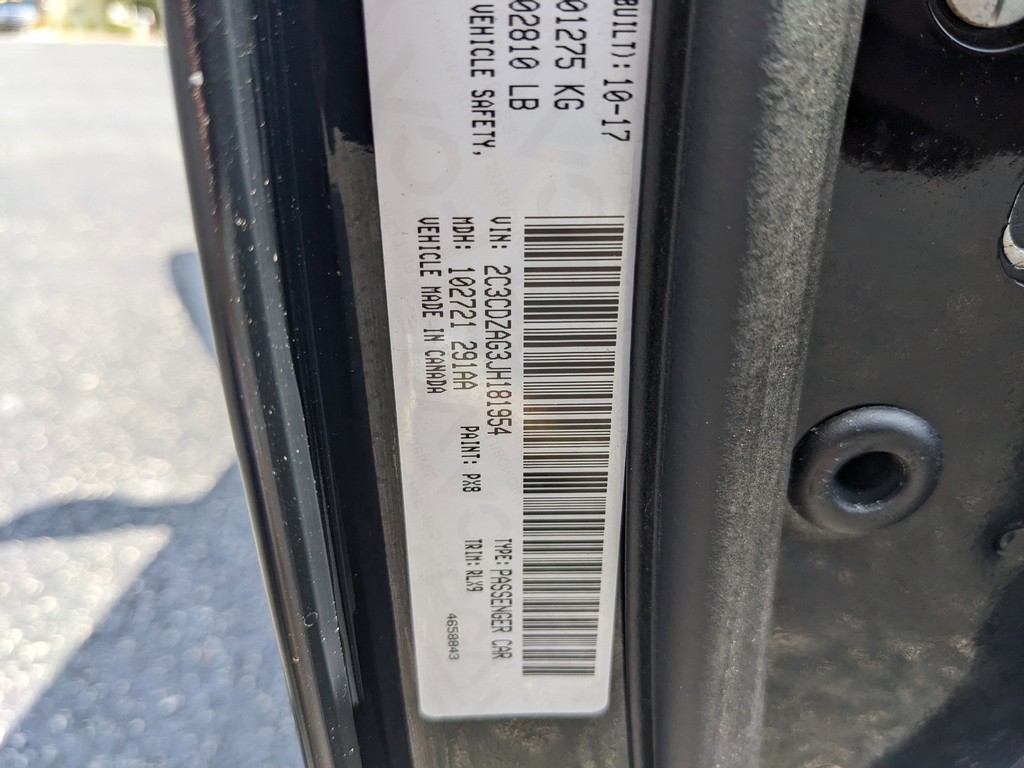 BUILT): 10-17
01275 KG
02810 LB
VEHICLE SAFETY,
VIN: 2C3CDZAG3JH181954
TYPE: PASSENGER CAR
MDH: 102721 291AA
PAINT: PX8
TRIM: RLX9
VEHICLE MADE IN CANADA
4658843